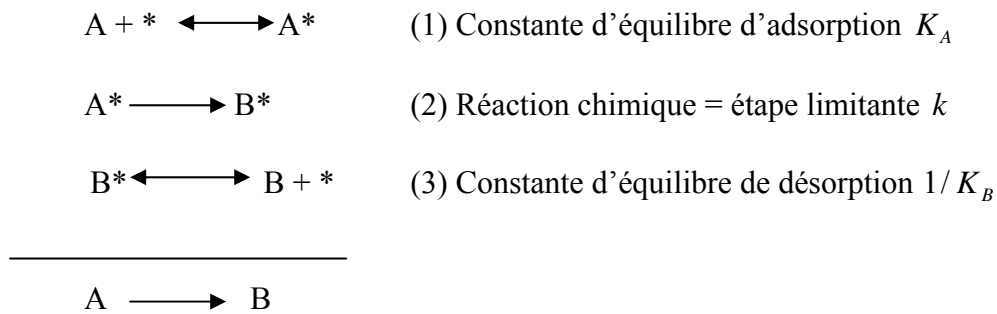 A + * ⟷ A* (1) Constante d'équilibre d'adsorption K_A
A* ⟶ B* (2) Réaction chimique = étape limitante k
B* ⟷ B + * (3) Constante d'équilibre de désorption 1/ K_B
A ⟶ B